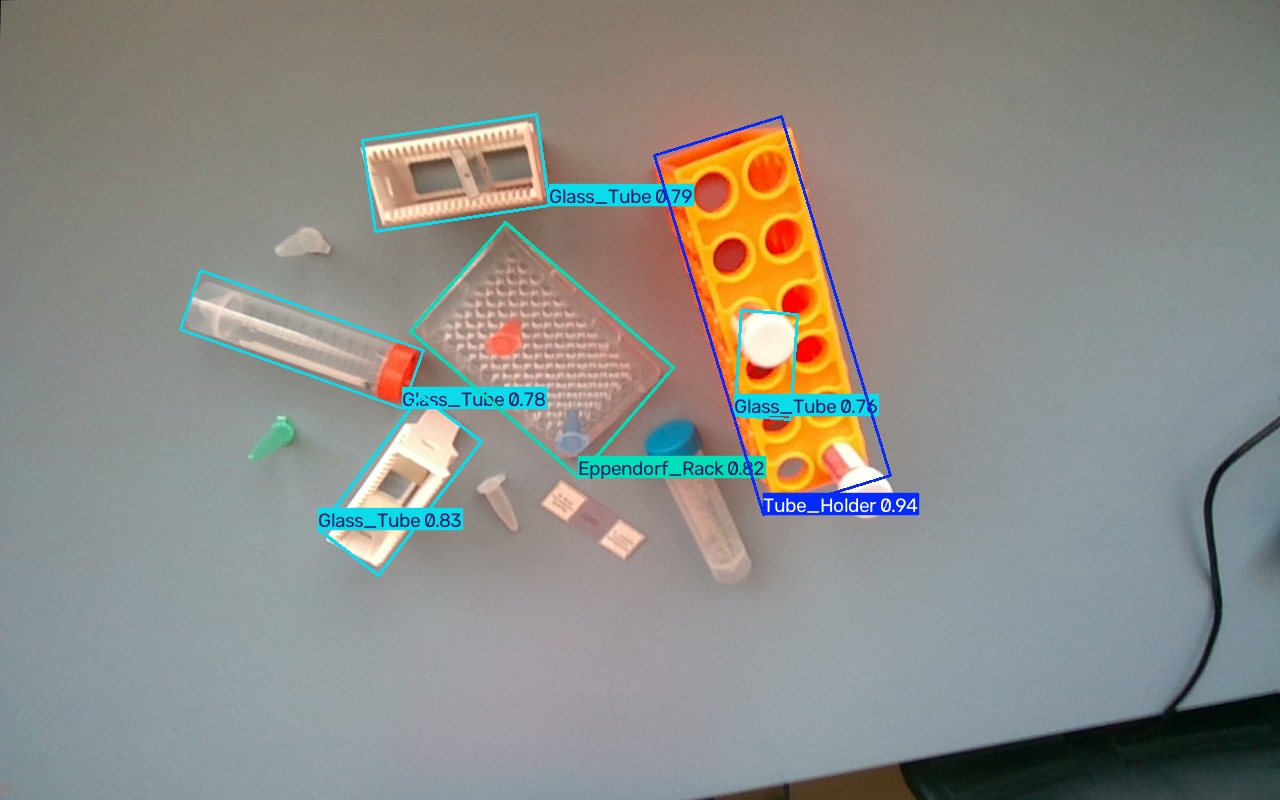 Glass_Tube 0.79
Glass_Tube 0.78
Glass_Tube 0.76
Eppendorf_Rack 0.82
Tube_Holder 0.94
Glass_Tube 0.83